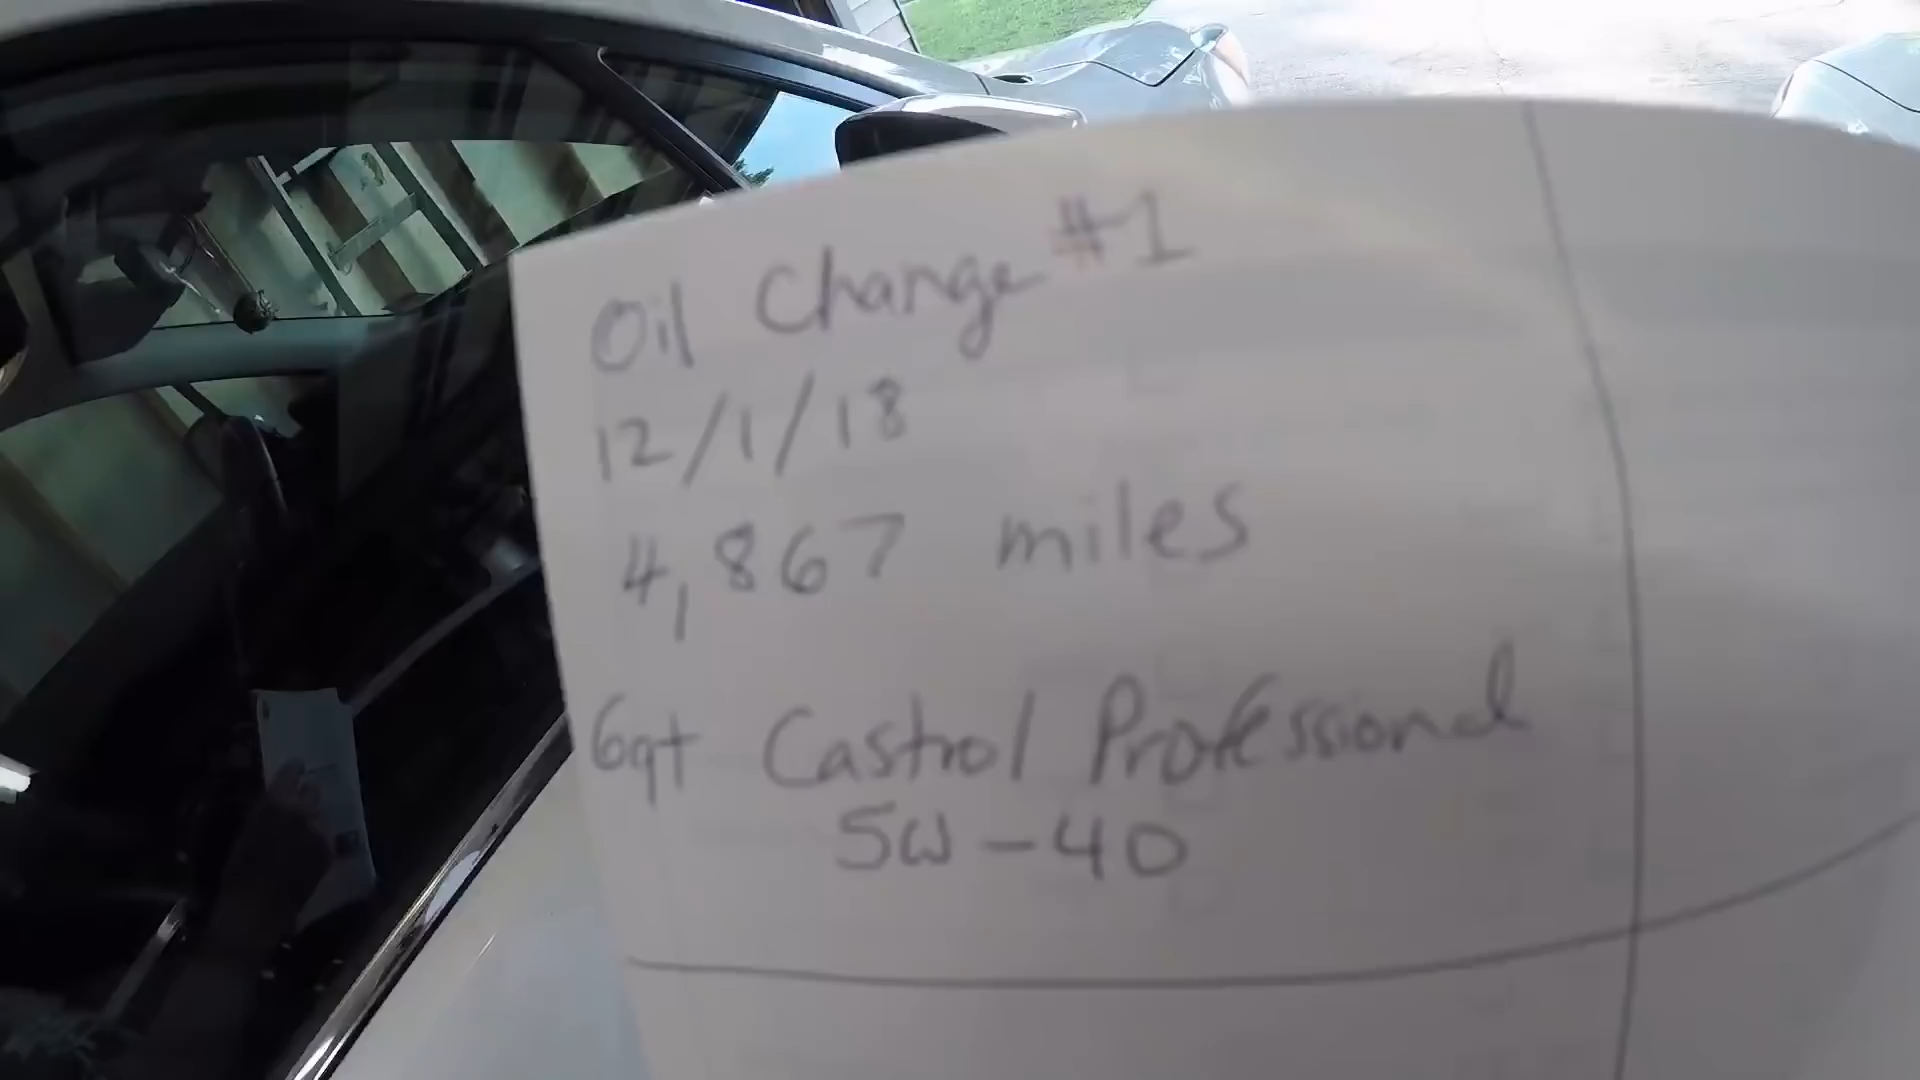 Oil Change #1
12/1/18
4,867 miles
6qt Castrol Professional
5W-40